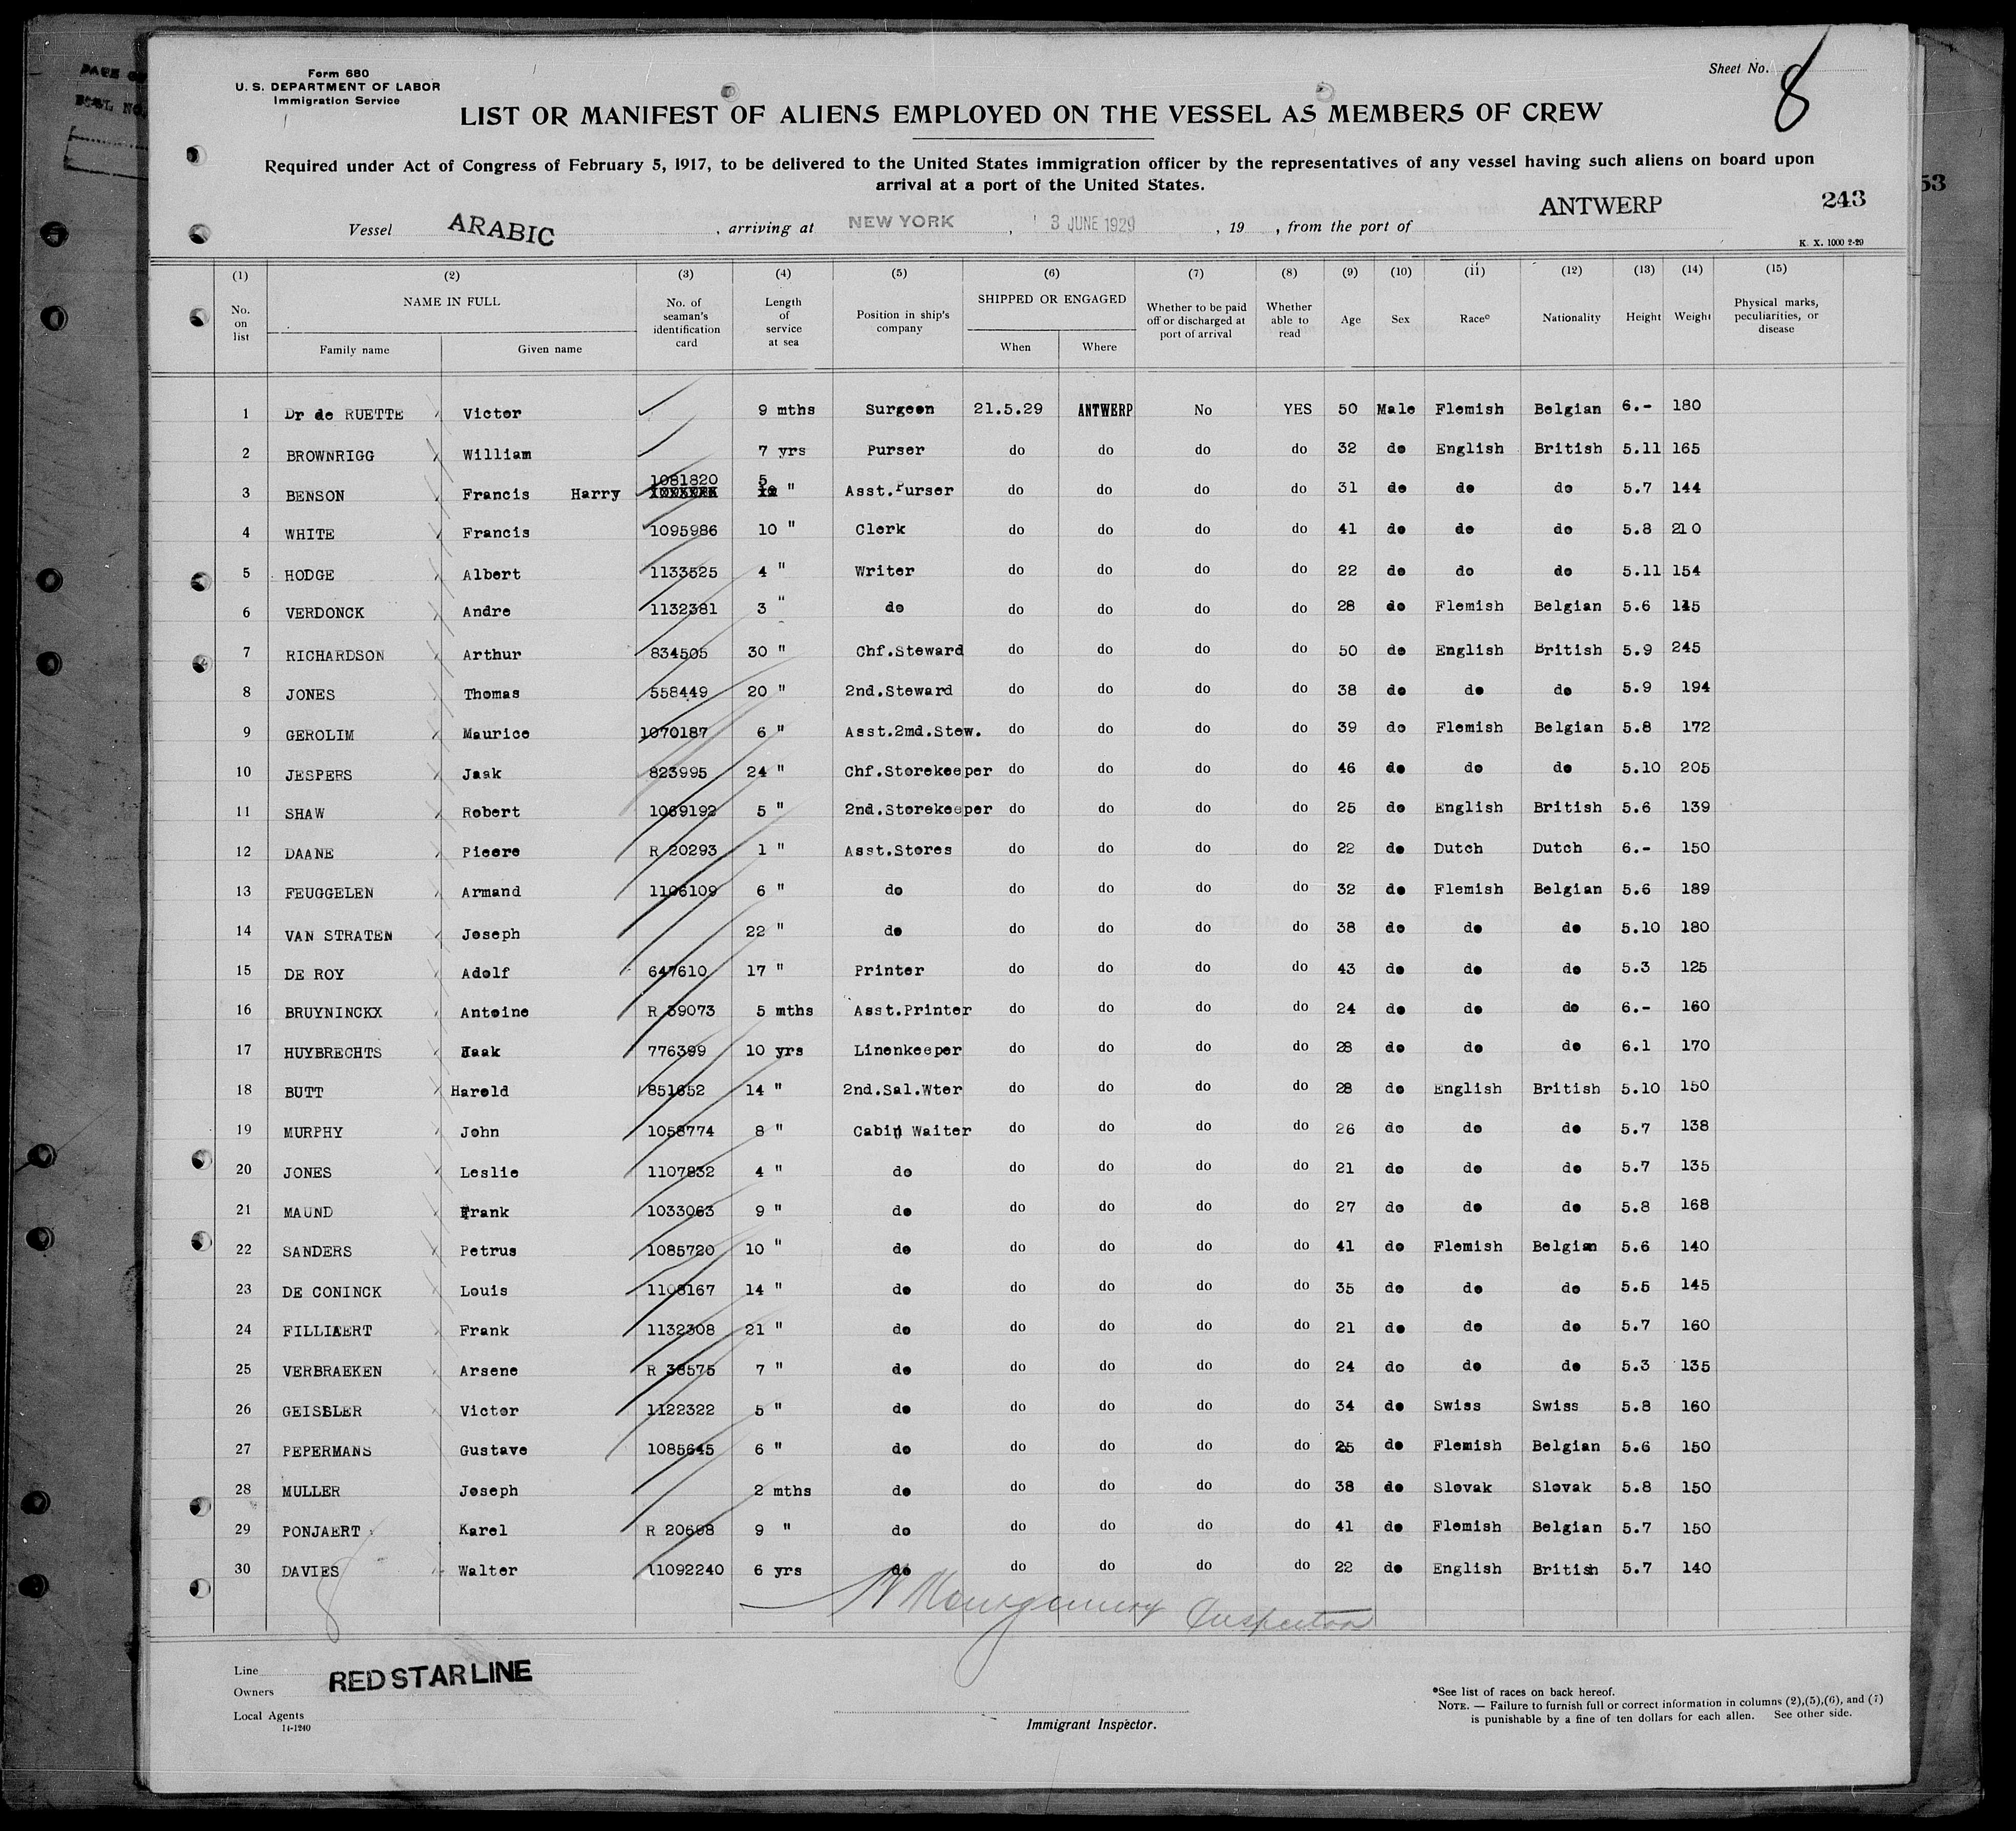 Form 680
U. S. DEPARTMENT OF LABOR
Immigration Service
Sheet No. 8
LIST OR MANIFEST OF ALIENS EMPLOYED ON THE VESSEL AS MEMBERS OF CREW
Required under Act of Congress of February 5, 1917, to be delivered to the United States immigration officer by the representatives of any vessel having such aliens on board upon
arrival at a port of the United States.
53
243
Vessel ARABIC , arriving at NEW YORK , 3 JUNE 1929 , 19 , from the port of ANTWERP
K. X. 1000 2-29
(1) (2) (3) (4) (5) (6) (7) (8) (9) (10) (11) (12) (13) (14) (15)
No. on list NAME IN FULL Family name Given name No. of seaman's identification card Length of service at sea Position in ship's company SHIPPED OR ENGAGED When Where Whether to be paid off or discharged at port of arrival Whether able to read Age Sex Race* Nationality Height Weight Physical marks, peculiarities, or disease
1 Dr de RUETTE Victor 9 mths Surgeon 21.5.29 ANTWERP No YES 50 Male Flemish Belgian 6.- 180
2 BROWNRIGG William 7 yrs Purser do do do do 32 do English British 5.11 165
3 BENSON Francis Harry 1081820 5 " Asst.Purser do do do do 31 do do do 5.7 144
4 WHITE Francis 1095986 10 " Clerk do do do do 41 do do do 5.8 210
5 HODGE Albert 1133525 4 " Writer do do do do 22 do do do 5.11 154
6 VERDONCK Andre 1132381 3 " do do do do do 28 do Flemish Belgian 5.6 145
7 RICHARDSON Arthur 834505 30 " Chf.Steward do do do do 50 do English British 5.9 245
8 JONES Thomas 558449 20 " 2nd.Steward do do do do 38 do do do 5.9 194
9 GEROLIM Maurice 1070187 6 " Asst.2md.Stew. do do do do 39 do Flemish Belgian 5.8 172
10 JESPERS Jaak 823995 24 " Chf.Storekeeper do do do do 46 do do do 5.10 205
11 SHAW Robert 1069192 5 " 2nd.Storekeeper do do do do 25 do English British 5.6 139
12 DAANE Pieere R 20293 1 " Asst.Stores do do do do 22 do Dutch Dutch 6.- 150
13 FEUGGELEN Armand 1106109 6 " do do do do do 32 do Flemish Belgian 5.6 189
14 VAN STRATEN Joseph 22 " do do do do do 38 do do do 5.10 180
15 DE ROY Adolf 647610 17 " Printer do do do do 43 do do do 5.3 125
16 BRUYNINCKX Antoine R 39073 5 mths Asst.Printer do do do do 24 do do do 6.- 160
17 HUYBRECHTS Jaak 776399 10 yrs Linenkeeper do do do do 28 do do do 6.1 170
18 BUTT Harold 851652 14 " 2nd.Sal.Wter do do do do 28 do English British 5.10 150
19 MURPHY John 1058774 8 " Cabin Waiter do do do do 26 do do do 5.7 138
20 JONES Leslie 1107832 4 " do do do do do 21 do do do 5.7 135
21 MAUND Frank 1033063 9 " do do do do do 27 do do do 5.8 168
22 SANDERS Petrus 1085720 10 " do do do do do 41 do Flemish Belgian 5.6 140
23 DE CONINCK Louis 1108167 14 " do do do do do 35 do do do 5.5 145
24 FILLIAERT Frank 1132308 21 " do do do do do 21 do do do 5.7 160
25 VERBRAEKEN Arsene R 38575 7 " do do do do do 24 do do do 5.3 135
26 GEISSLER Victor 1122322 5 " do do do do do 34 do Swiss Swiss 5.8 160
27 PEPERMANS Gustave 1085645 6 " do do do do do 25 do Flemish Belgian 5.6 150
28 MULLER Joseph 2 mths do do do do do 38 do Slovak Slovak 5.8 150
29 PONJAERT Karel R 20608 9 " do do do do do 41 do Flemish Belgian 5.7 150
30 DAVIES Walter 11092240 6 yrs do do do do do 22 do English British 5.7 140
8
Montgomery Inspector
Line RED STAR LINE
Owners
Local Agents
14-1240
Immigrant Inspector.
*See list of races on back hereof.
NOTE. — Failure to furnish full or correct information in columns (2),(5),(6), and (7)
is punishable by a fine of ten dollars for each alien. See other side.